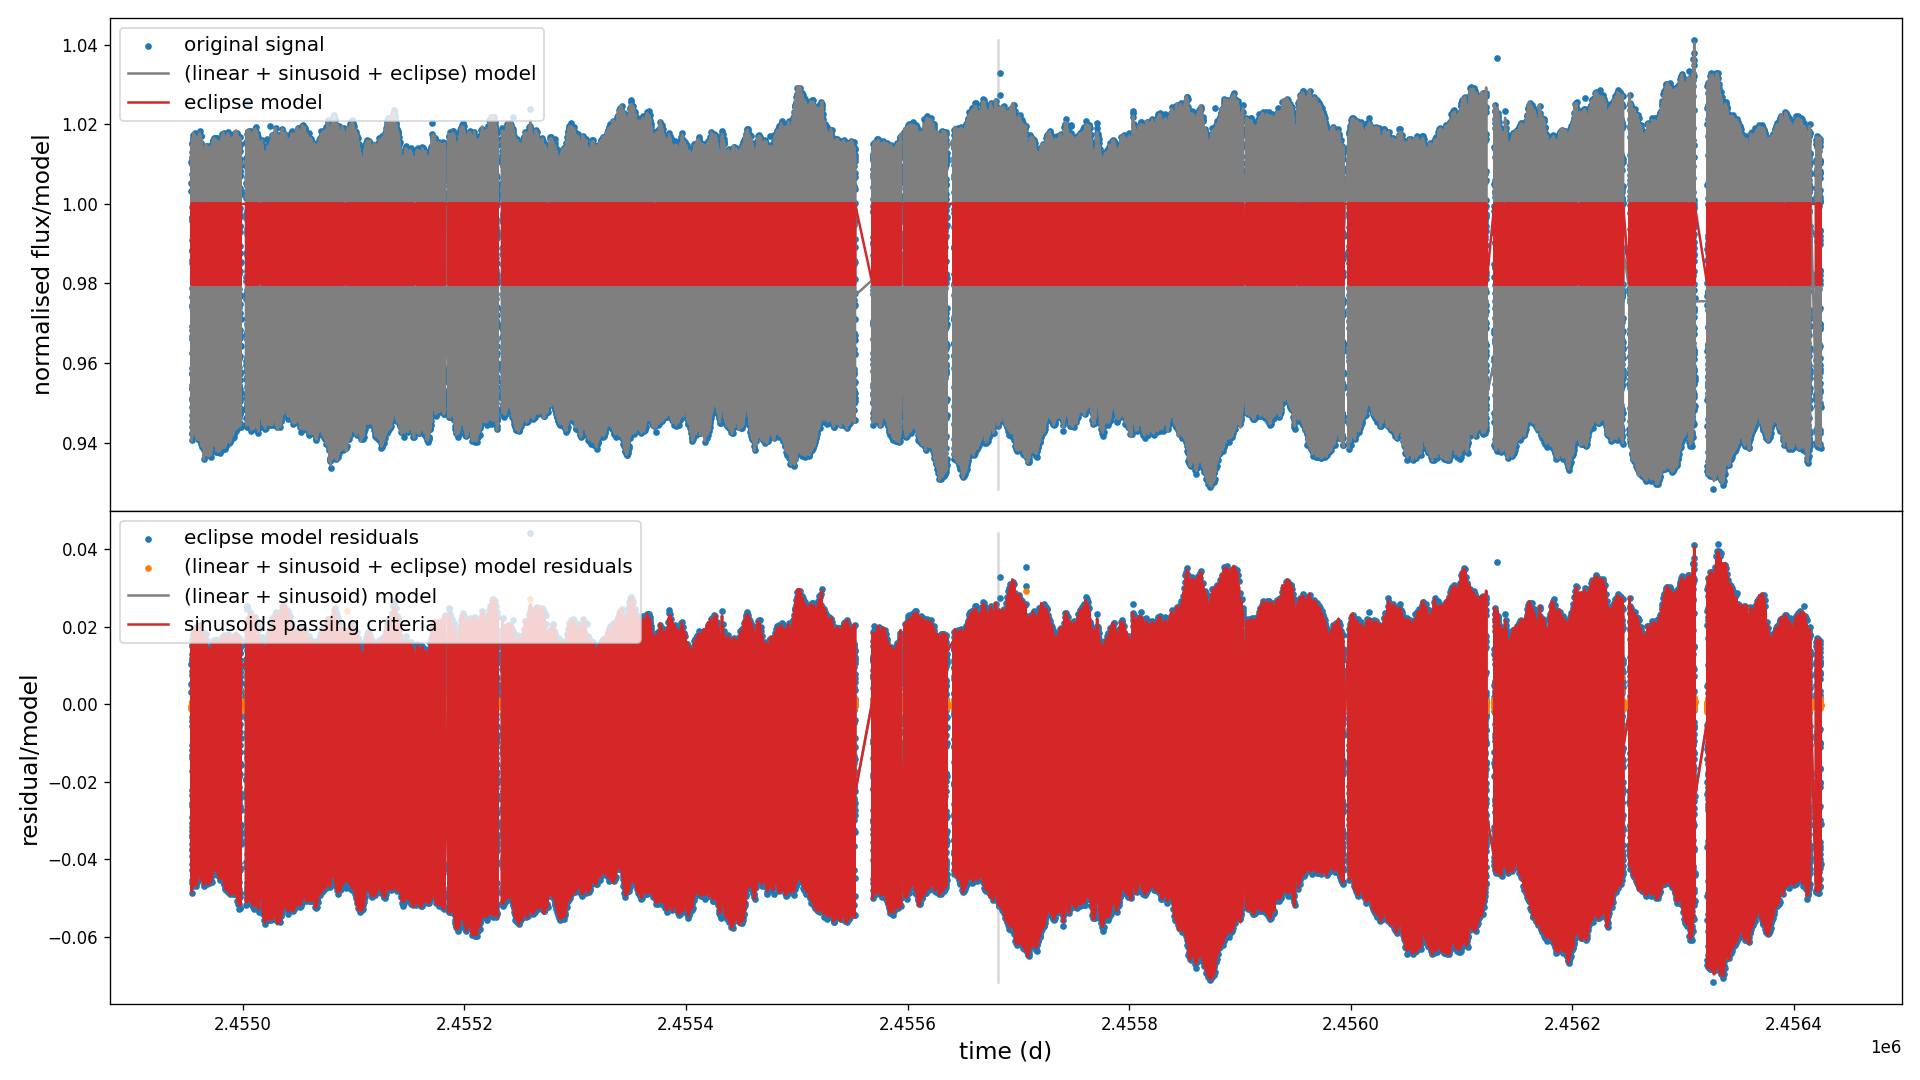 original signal
(linear + sinusoid + eclipse) model
eclipse model
normalised flux/model
1.04
1.02
1.00
0.98
0.96
0.94
eclipse model residuals
(linear + sinusoid + eclipse) model residuals
(linear + sinusoid) model
sinusoids passing criteria
residual/model
0.04
0.02
0.00
−0.02
−0.04
−0.06
2.4550
2.4552
2.4554
2.4556
2.4558
2.4560
2.4562
2.4564
1e6
time (d)